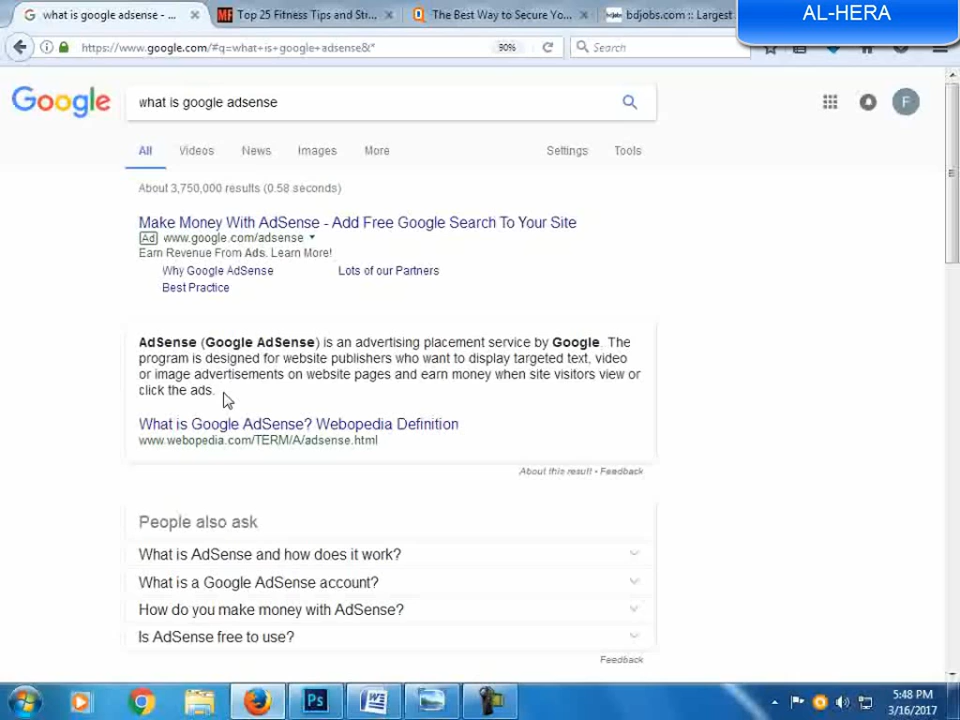 what is google adsense - ...
Top 25 Fitness Tips and Str...
The Best Way to Secure Yo...
bdjobs.com :: Largest
AL-HERA
https://www.google.com/#q=what+is+google+adsense&*
90%
Search
Google
what is google adsense
F
All
Videos
News
Images
More
Settings
Tools
About 3,750,000 results (0.58 seconds)
Make Money With AdSense - Add Free Google Search To Your Site
Ad www.google.com/adsense
Earn Revenue From Ads. Learn More!
Why Google AdSense
Lots of our Partners
Best Practice
AdSense (Google AdSense) is an advertising placement service by Google. The
program is designed for website publishers who want to display targeted text, video
or image advertisements on website pages and earn money when site visitors view or
click the ads.
What is Google AdSense? Webopedia Definition
www.webopedia.com/TERM/A/adsense.html
About this result • Feedback
People also ask
What is AdSense and how does it work?
What is a Google AdSense account?
How do you make money with AdSense?
Is AdSense free to use?
Feedback
Ps
5:48 PM
3/16/2017